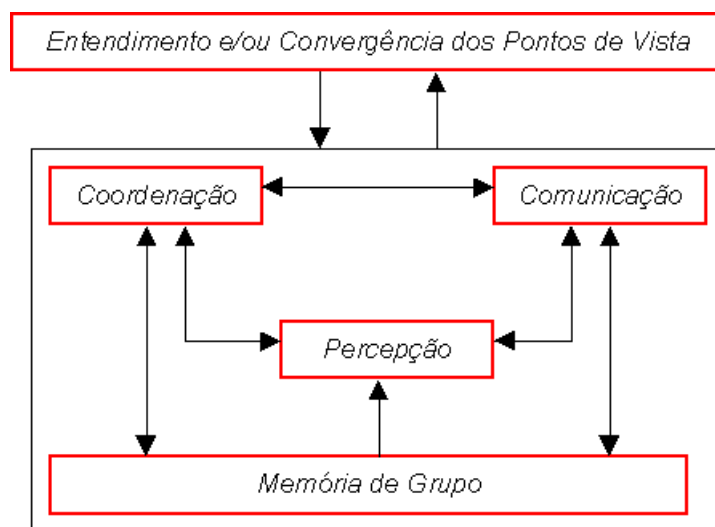 Entendimento e/ou Convergência dos Pontos de Vista
Coordenação
Comunicação
Percepção
Memória de Grupo